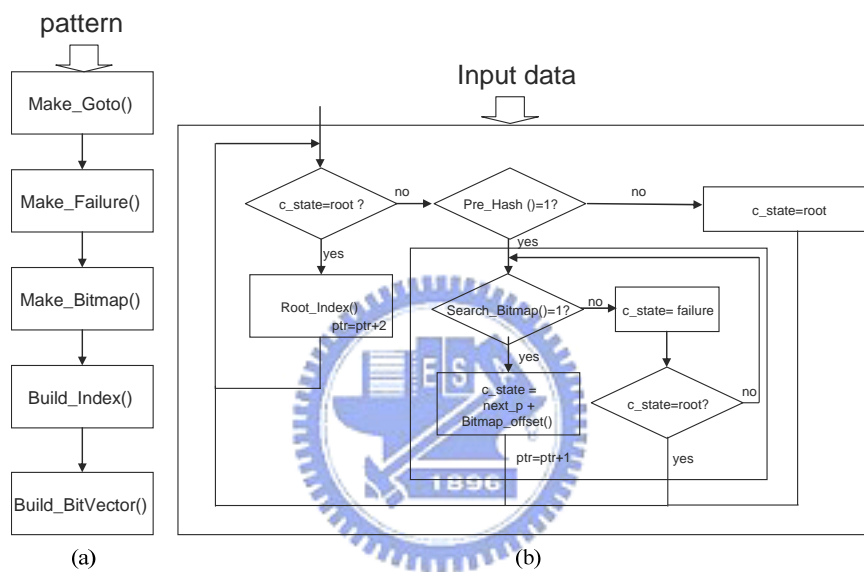 pattern
Make_Goto()
Make_Failure()
Make_Bitmap()
Build_Index()
Build_BitVector()
(a)
Input data
c_state=root ?
no
Pre_Hash ()=1?
no
c_state=root
yes
yes
Root_Index()
ptr=ptr+2
Search_Bitmap()=1?
no
c_state= failure
yes
c_state =
next_p +
Bitmap_offset()
c_state=root?
no
ptr=ptr+1
yes
ES
1896
(b)